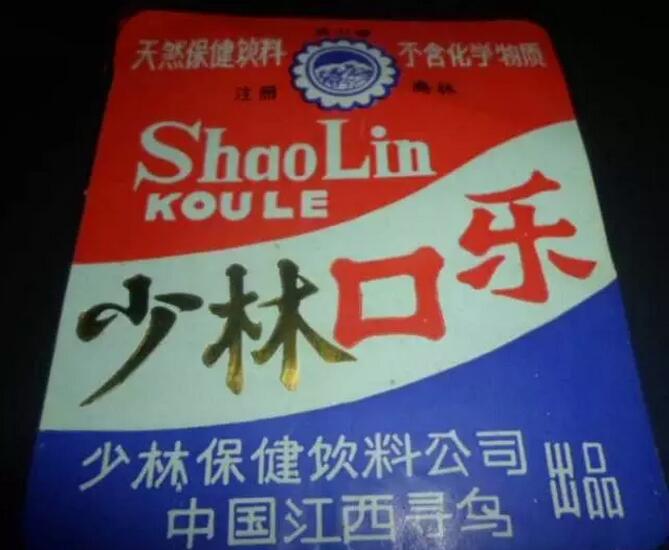 天然保健饮料 不含化学物质
注册 商标
ShaoLin
KOULE
少林口乐
少林保健饮料公司
中国江西寻乌
出品